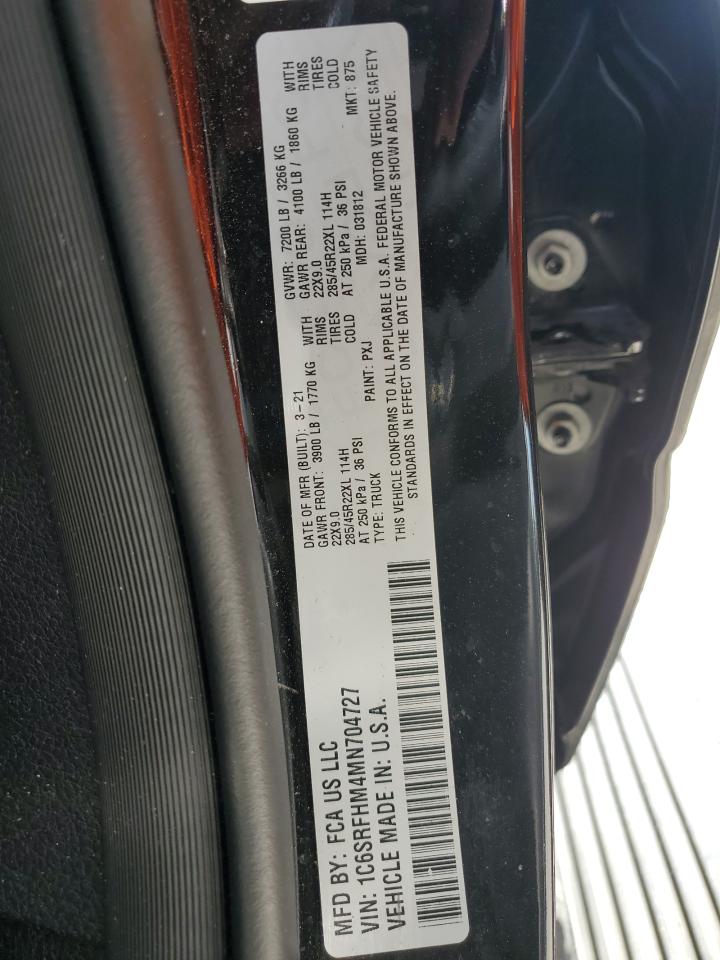 MFD BY: FCA US LLC
VIN: 1C6SRFHM4MN704727
VEHICLE MADE IN: U.S.A.
DATE OF MFR (BUILT): 3-21
GAWR FRONT: 3900 LB / 1770 KG WITH
22X9.0 RIMS
285/45R22XL 114H TIRES
AT 250 kPa / 36 PSI COLD
TYPE: TRUCK PAINT: PXJ
GVWR: 7200 LB / 3266 KG
GAWR REAR: 4100 LB / 1860 KG WITH
22X9.0 RIMS
285/45R22XL 114H TIRES
AT 250 kPa / 36 PSI COLD
MDH: 031812 MKT: 875
THIS VEHICLE CONFORMS TO ALL APPLICABLE U.S.A. FEDERAL MOTOR VEHICLE SAFETY
STANDARDS IN EFFECT ON THE DATE OF MANUFACTURE SHOWN ABOVE.